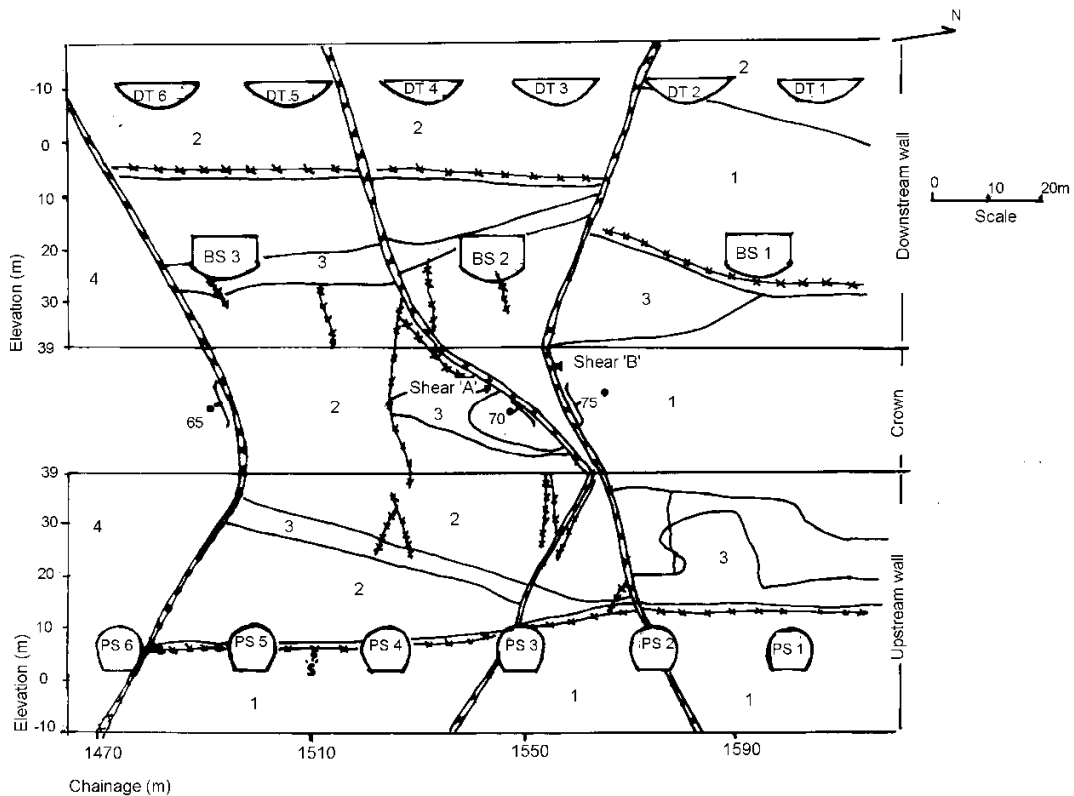 N
2
-10 DT 6 DT 5 DT 4 DT 3 DT 2 DT 1
2 2
0
1
0 10 20m
Scale
10
Downstream wall
20
BS 3 BS 2 BS 1
3
4
3
30
Elevation (m)
39
Shear 'B'
Shear 'A'
2 3 70 75 1
65
Crown
39
4 3 2
30
3
20
2
Upstream wall
10
PS 6 PS 5 PS 4 PS 3 PS 2 PS 1
S
0
1 1 1
Elevation (m)
-10
1470 1510 1550 1590
Chainage (m)